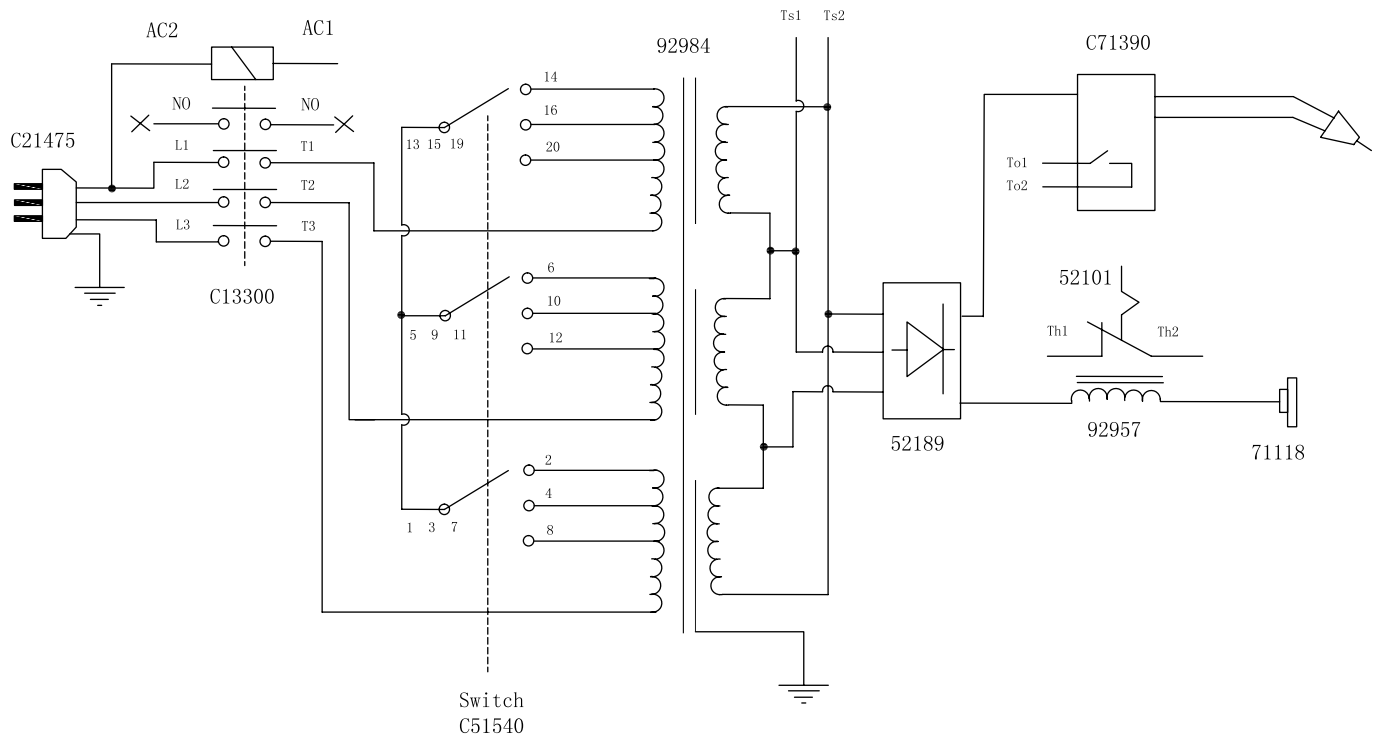 Ts1 Ts2
AC2 AC1
92984
C71390
14
NO NO
16
C21475
13 15 19
L1 T1
20
To1
To2
L2 T2
L3 T3
6
52101
C13300
10
Th1 Th2
5 9 11
12
92957
52189
71118
2
4
1 3 7
8
Switch
C51540